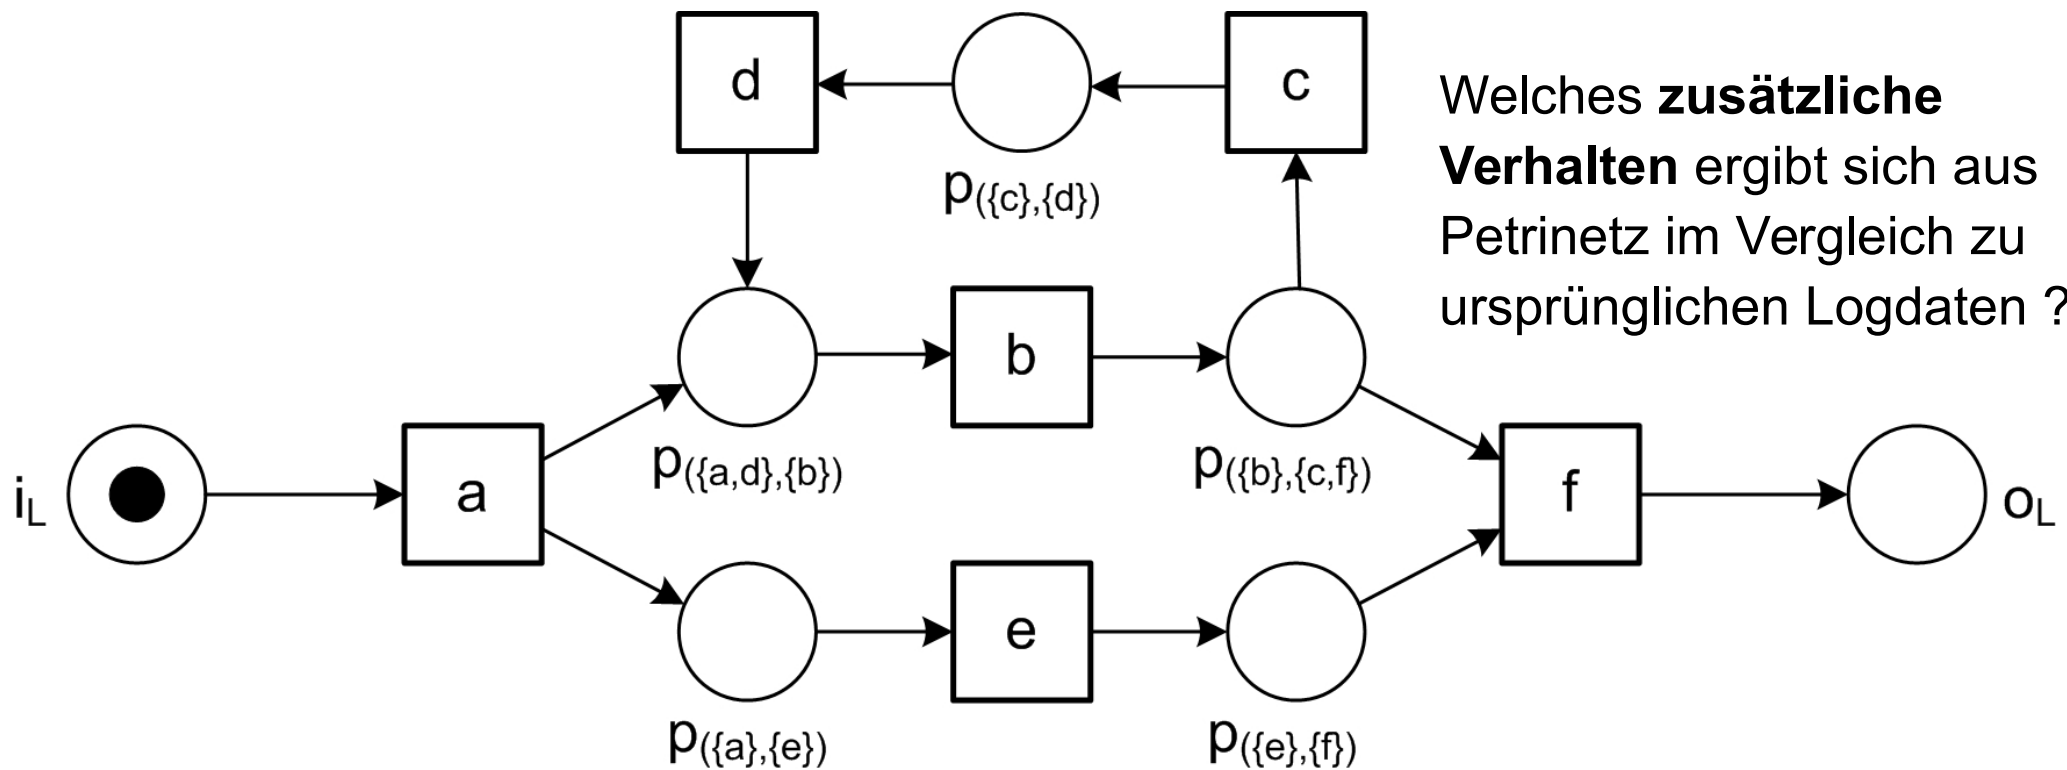 d
c
p({c},{d})
Welches zusätzliche
Verhalten ergibt sich aus
Petrinetz im Vergleich zu
ursprünglichen Logdaten ?
b
p({a,d},{b})
p({b},{c,f})
iL
a
f
oL
e
p({a},{e})
p({e},{f})